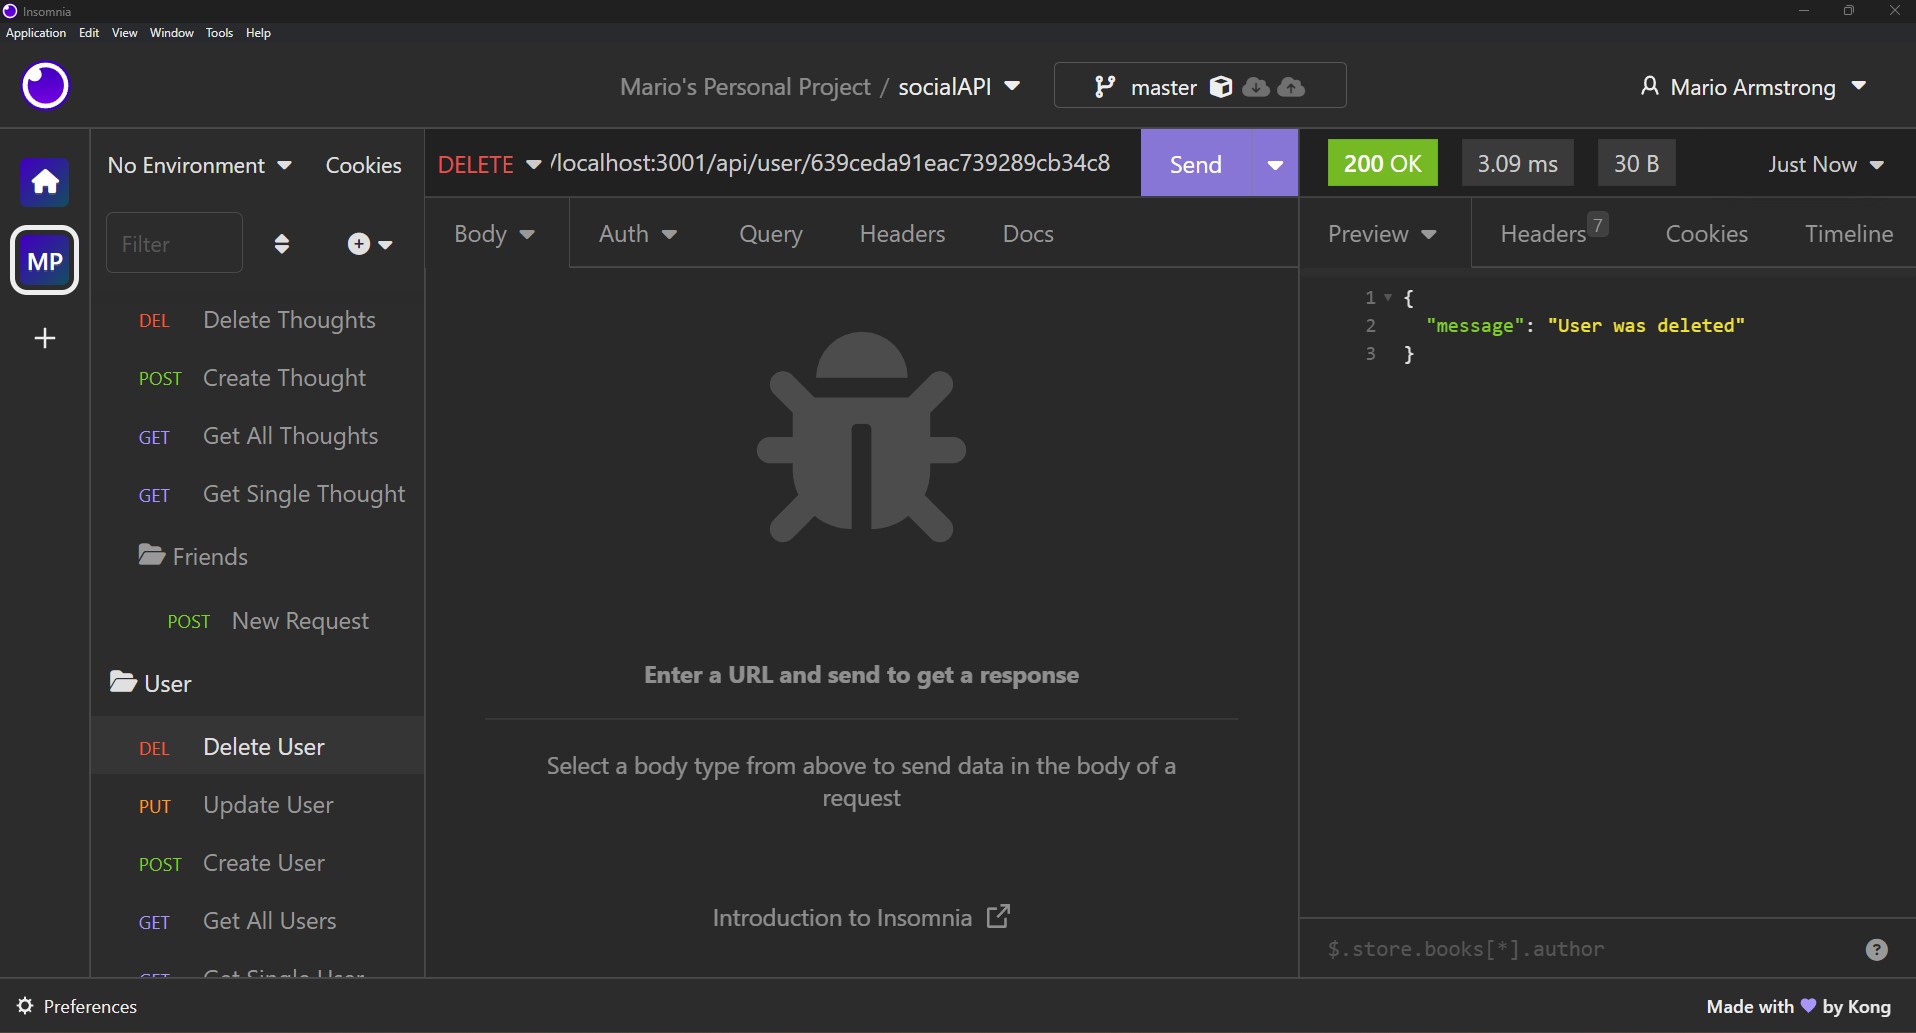 Insomnia
Application Edit View Window Tools Help
Mario's Personal Project / socialAPI
master
Mario Armstrong
No Environment Cookies
DELETE /localhost:3001/api/user/639ceda91eac739289cb34c8 Send
200 OK 3.09 ms 30 B Just Now
MP
Filter
Body Auth Query Headers Docs
Preview Headers 7 Cookies Timeline
DEL Delete Thoughts
POST Create Thought
GET Get All Thoughts
GET Get Single Thought
Friends
POST New Request
User
DEL Delete User
PUT Update User
POST Create User
GET Get All Users
GET Get Single User
Enter a URL and send to get a response
Select a body type from above to send data in the body of a
request
Introduction to Insomnia
1 {
2 "message": "User was deleted"
3 }
$.store.books[*].author
?
Preferences
Made with 💜 by Kong